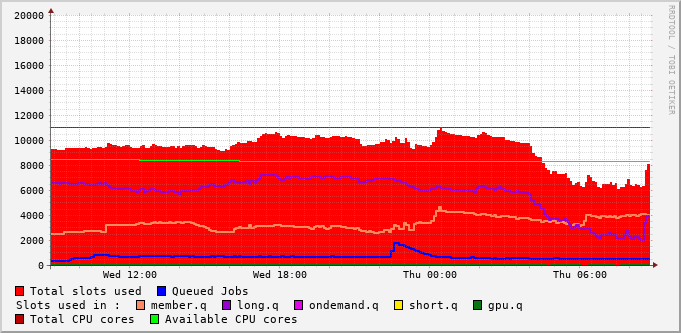 RRDTOOL / TOBI OETIKER
20000
18000
16000
14000
12000
10000
8000
6000
4000
2000
0
Wed 12:00 Wed 18:00 Thu 00:00 Thu 06:00
Total slots used Queued Jobs
Slots used in : member.q long.q ondemand.q short.q gpu.q
Total CPU cores Available CPU cores